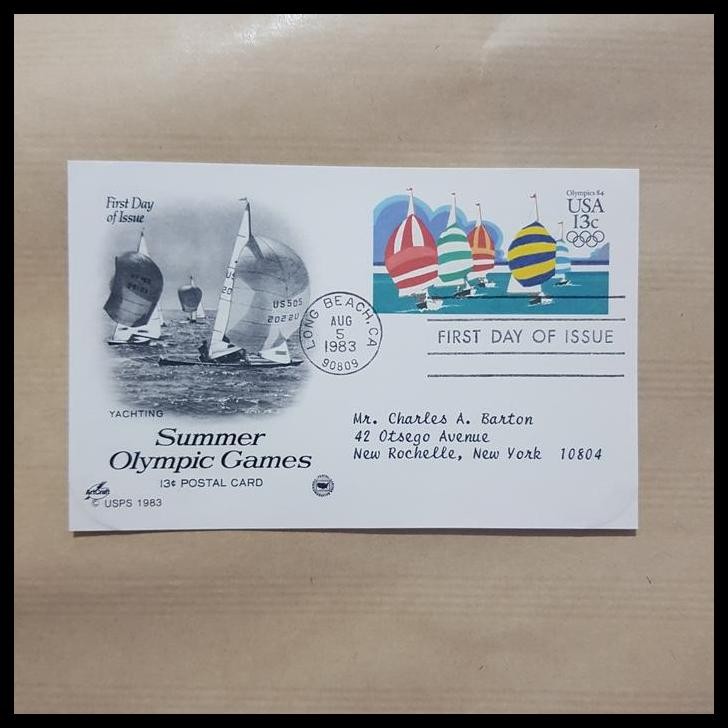 First Day
of Issue
Olympics 84
USA
13c
US505
20220
LONG BEACH, CA
AUG
5
1983
90809
FIRST DAY OF ISSUE
YACHTING
Summer
Olympic Games
13¢ POSTAL CARD
ArtCraft
© USPS 1983
Mr. Charles A. Barton
42 Otsego Avenue
New Rochelle, New York 10804